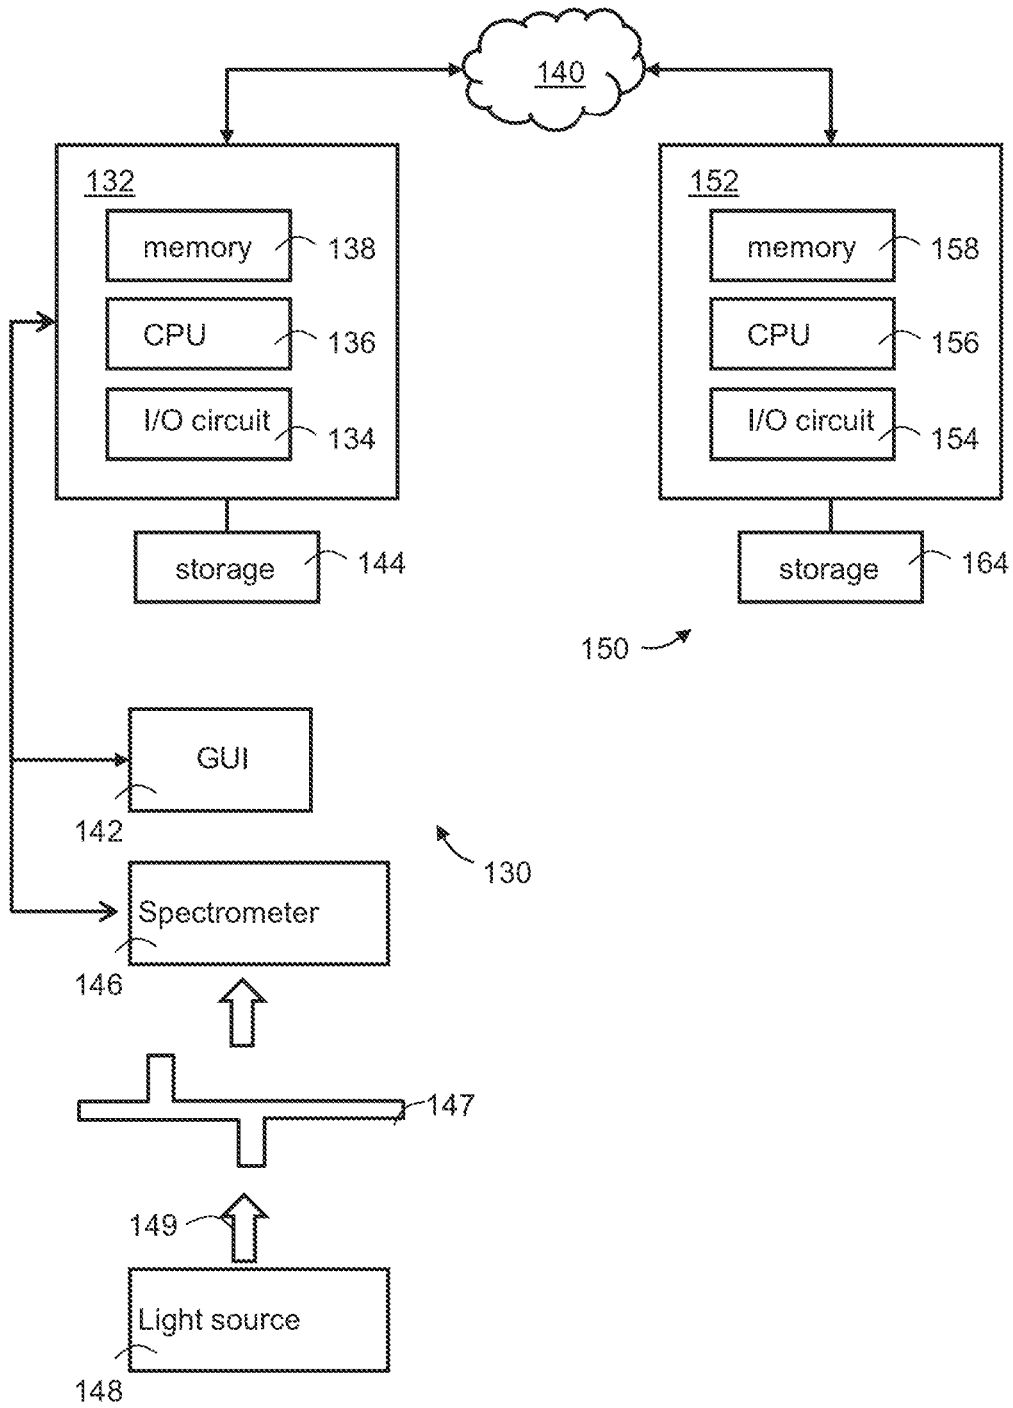 140
132
152
memory 138
memory 158
CPU 136
CPU 156
I/O circuit 134
I/O circuit 154
storage 144
storage 164
150
GUI
142
130
Spectrometer
146
147
149
Light source
148